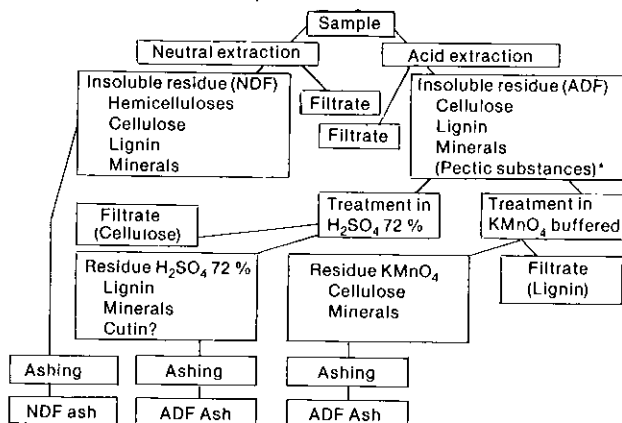 Sample
Neutral extraction
Acid extraction
Insoluble residue (NDF)
Hemicelluloses
Cellulose
Lignin
Minerals
Filtrate
Filtrate
Insoluble residue (ADF)
Cellulose
Lignin
Minerals
(Pectic substances)*
Filtrate
(Cellulose)
Treatment in
H₂SO₄ 72 %
Treatment in
KMnO₄ buffered
Residue H₂SO₄ 72 %
Lignin
Minerals
Cutin?
Residue KMnO₄
Cellulose
Minerals
Filtrate
(Lignin)
Ashing
Ashing
Ashing
NDF ash
ADF Ash
ADF Ash